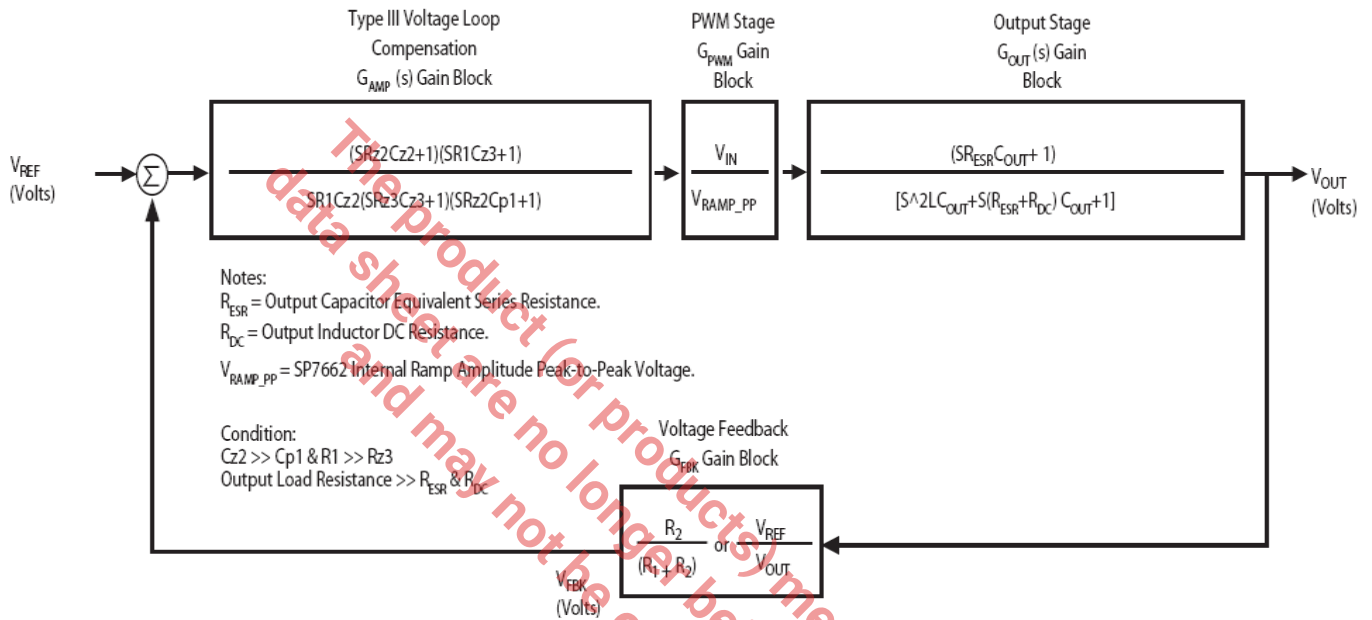 Type III Voltage Loop
Compensation
G_AMP (s) Gain Block
PWM Stage
G_PWM Gain
Block
Output Stage
G_OUT (s) Gain
Block
V_REF
(Volts)
Σ
(SRz2Cz2+1)(SR1Cz3+1)
SR1Cz2(SRz3Cz3+1)(SRz2Cp1+1)
V_IN
V_RAMP_PP
(SR_ESRC_OUT+ 1)
[S^2LC_OUT+S(R_ESR+R_DC) C_OUT+1]
V_OUT
(Volts)
Notes:
R_ESR = Output Capacitor Equivalent Series Resistance.
R_DC = Output Inductor DC Resistance.
V_RAMP_PP = SP7662 Internal Ramp Amplitude Peak-to-Peak Voltage.
Condition:
Cz2 >> Cp1 & R1 >> Rz3
Output Load Resistance >> R_ESR & R_DC
Voltage Feedback
G_FBK Gain Block
R_2
(R_1 + R_2)
or
V_REF
V_OUT
V_FBK
(Volts)
The product (or products) me
data sheet are no longer be
and may not be